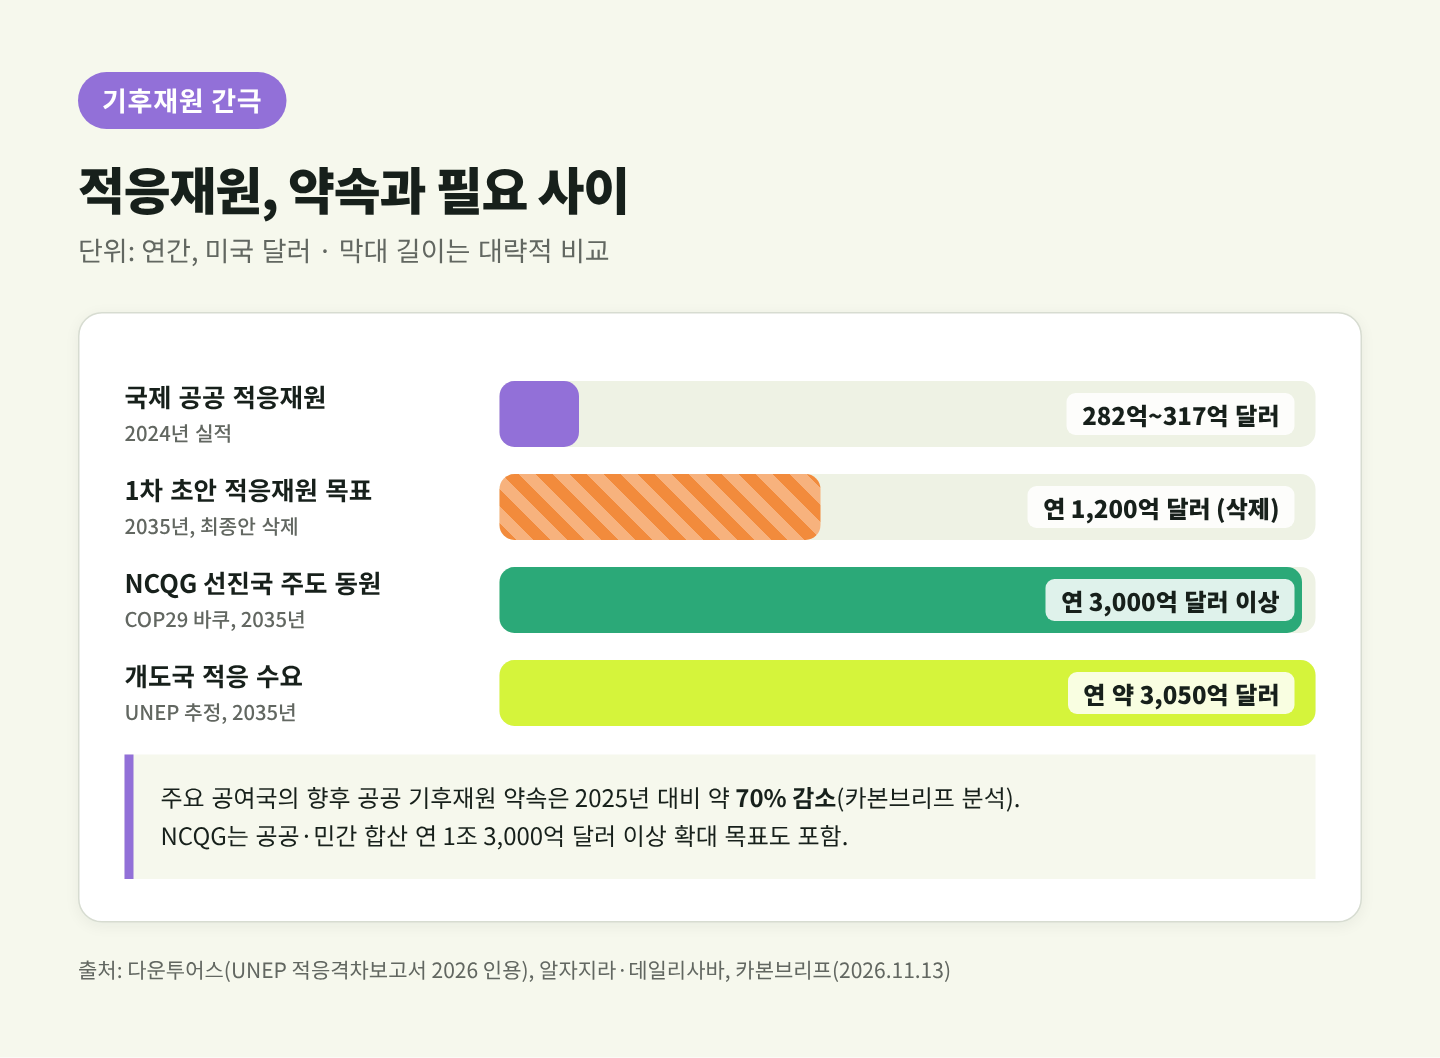 기후재원 간극
적응재원, 약속과 필요 사이
단위: 연간, 미국 달러 · 막대 길이는 대략적 비교
국제 공공 적응재원
2024년 실적
282억~317억 달러
1차 초안 적응재원 목표
2035년, 최종안 삭제
연 1,200억 달러 (삭제)
NCQG 선진국 주도 동원
COP29 바쿠, 2035년
연 3,000억 달러 이상
개도국 적응 수요
UNEP 추정, 2035년
연 약 3,050억 달러
주요 공여국의 향후 공공 기후재원 약속은 2025년 대비 약 70% 감소(카본브리프 분석).
NCQG는 공공·민간 합산 연 1조 3,000억 달러 이상 확대 목표도 포함.
출처: 다운투어스(UNEP 적응격차보고서 2026 인용), 알자지라·데일리사바, 카본브리프(2026.11.13)